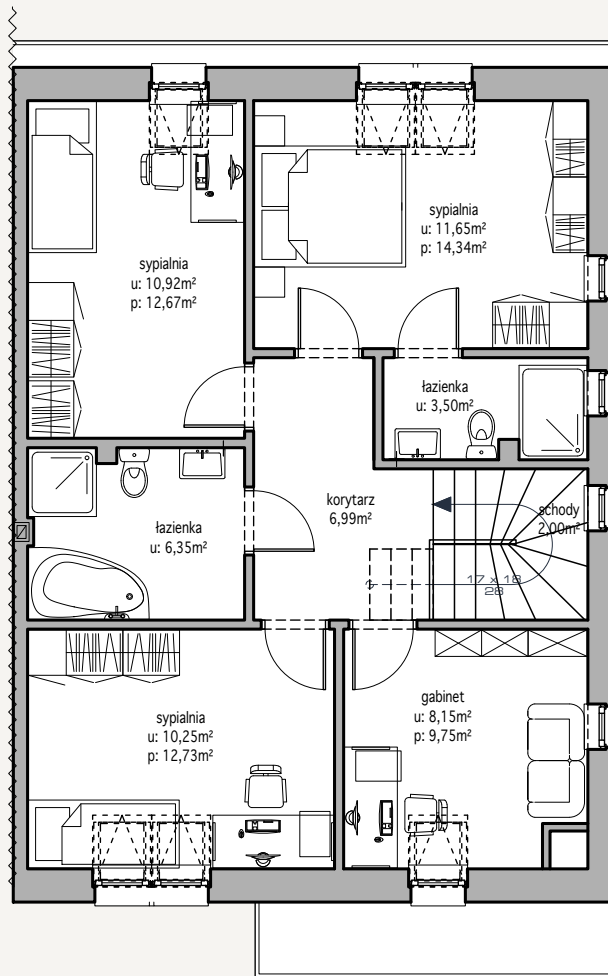 sypialnia
u: 11,65m²
p: 14,34m²
sypialnia
u: 10,92m²
p: 12,67m²
łazienka
u: 3,50m²
korytarz
6,99m²
schody
2,00m²
łazienka
u: 6,35m²
17 x 18
28
gabinet
u: 8,15m²
p: 9,75m²
sypialnia
u: 10,25m²
p: 12,73m²